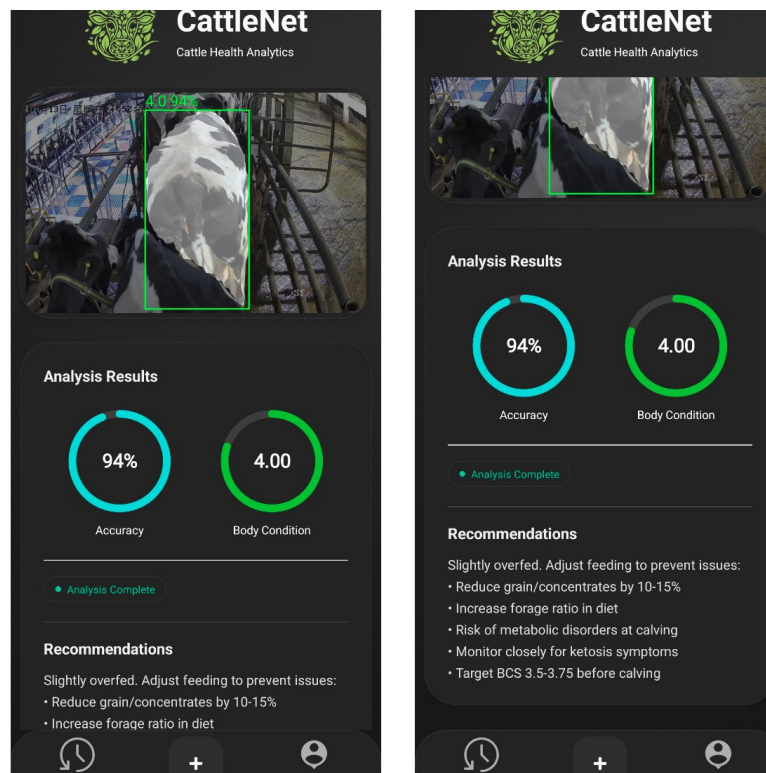 CattleNet
Cattle Health Analytics
4.0 94%
Analysis Results
94%
4.00
Accuracy
Body Condition
Analysis Complete
Recommendations
Slightly overfed. Adjust feeding to prevent issues:
• Reduce grain/concentrates by 10-15%
• Increase forage ratio in diet
+
CattleNet
Cattle Health Analytics
Analysis Results
94%
4.00
Accuracy
Body Condition
Analysis Complete
Recommendations
Slightly overfed. Adjust feeding to prevent issues:
• Reduce grain/concentrates by 10-15%
• Increase forage ratio in diet
• Risk of metabolic disorders at calving
• Monitor closely for ketosis symptoms
• Target BCS 3.5-3.75 before calving
+